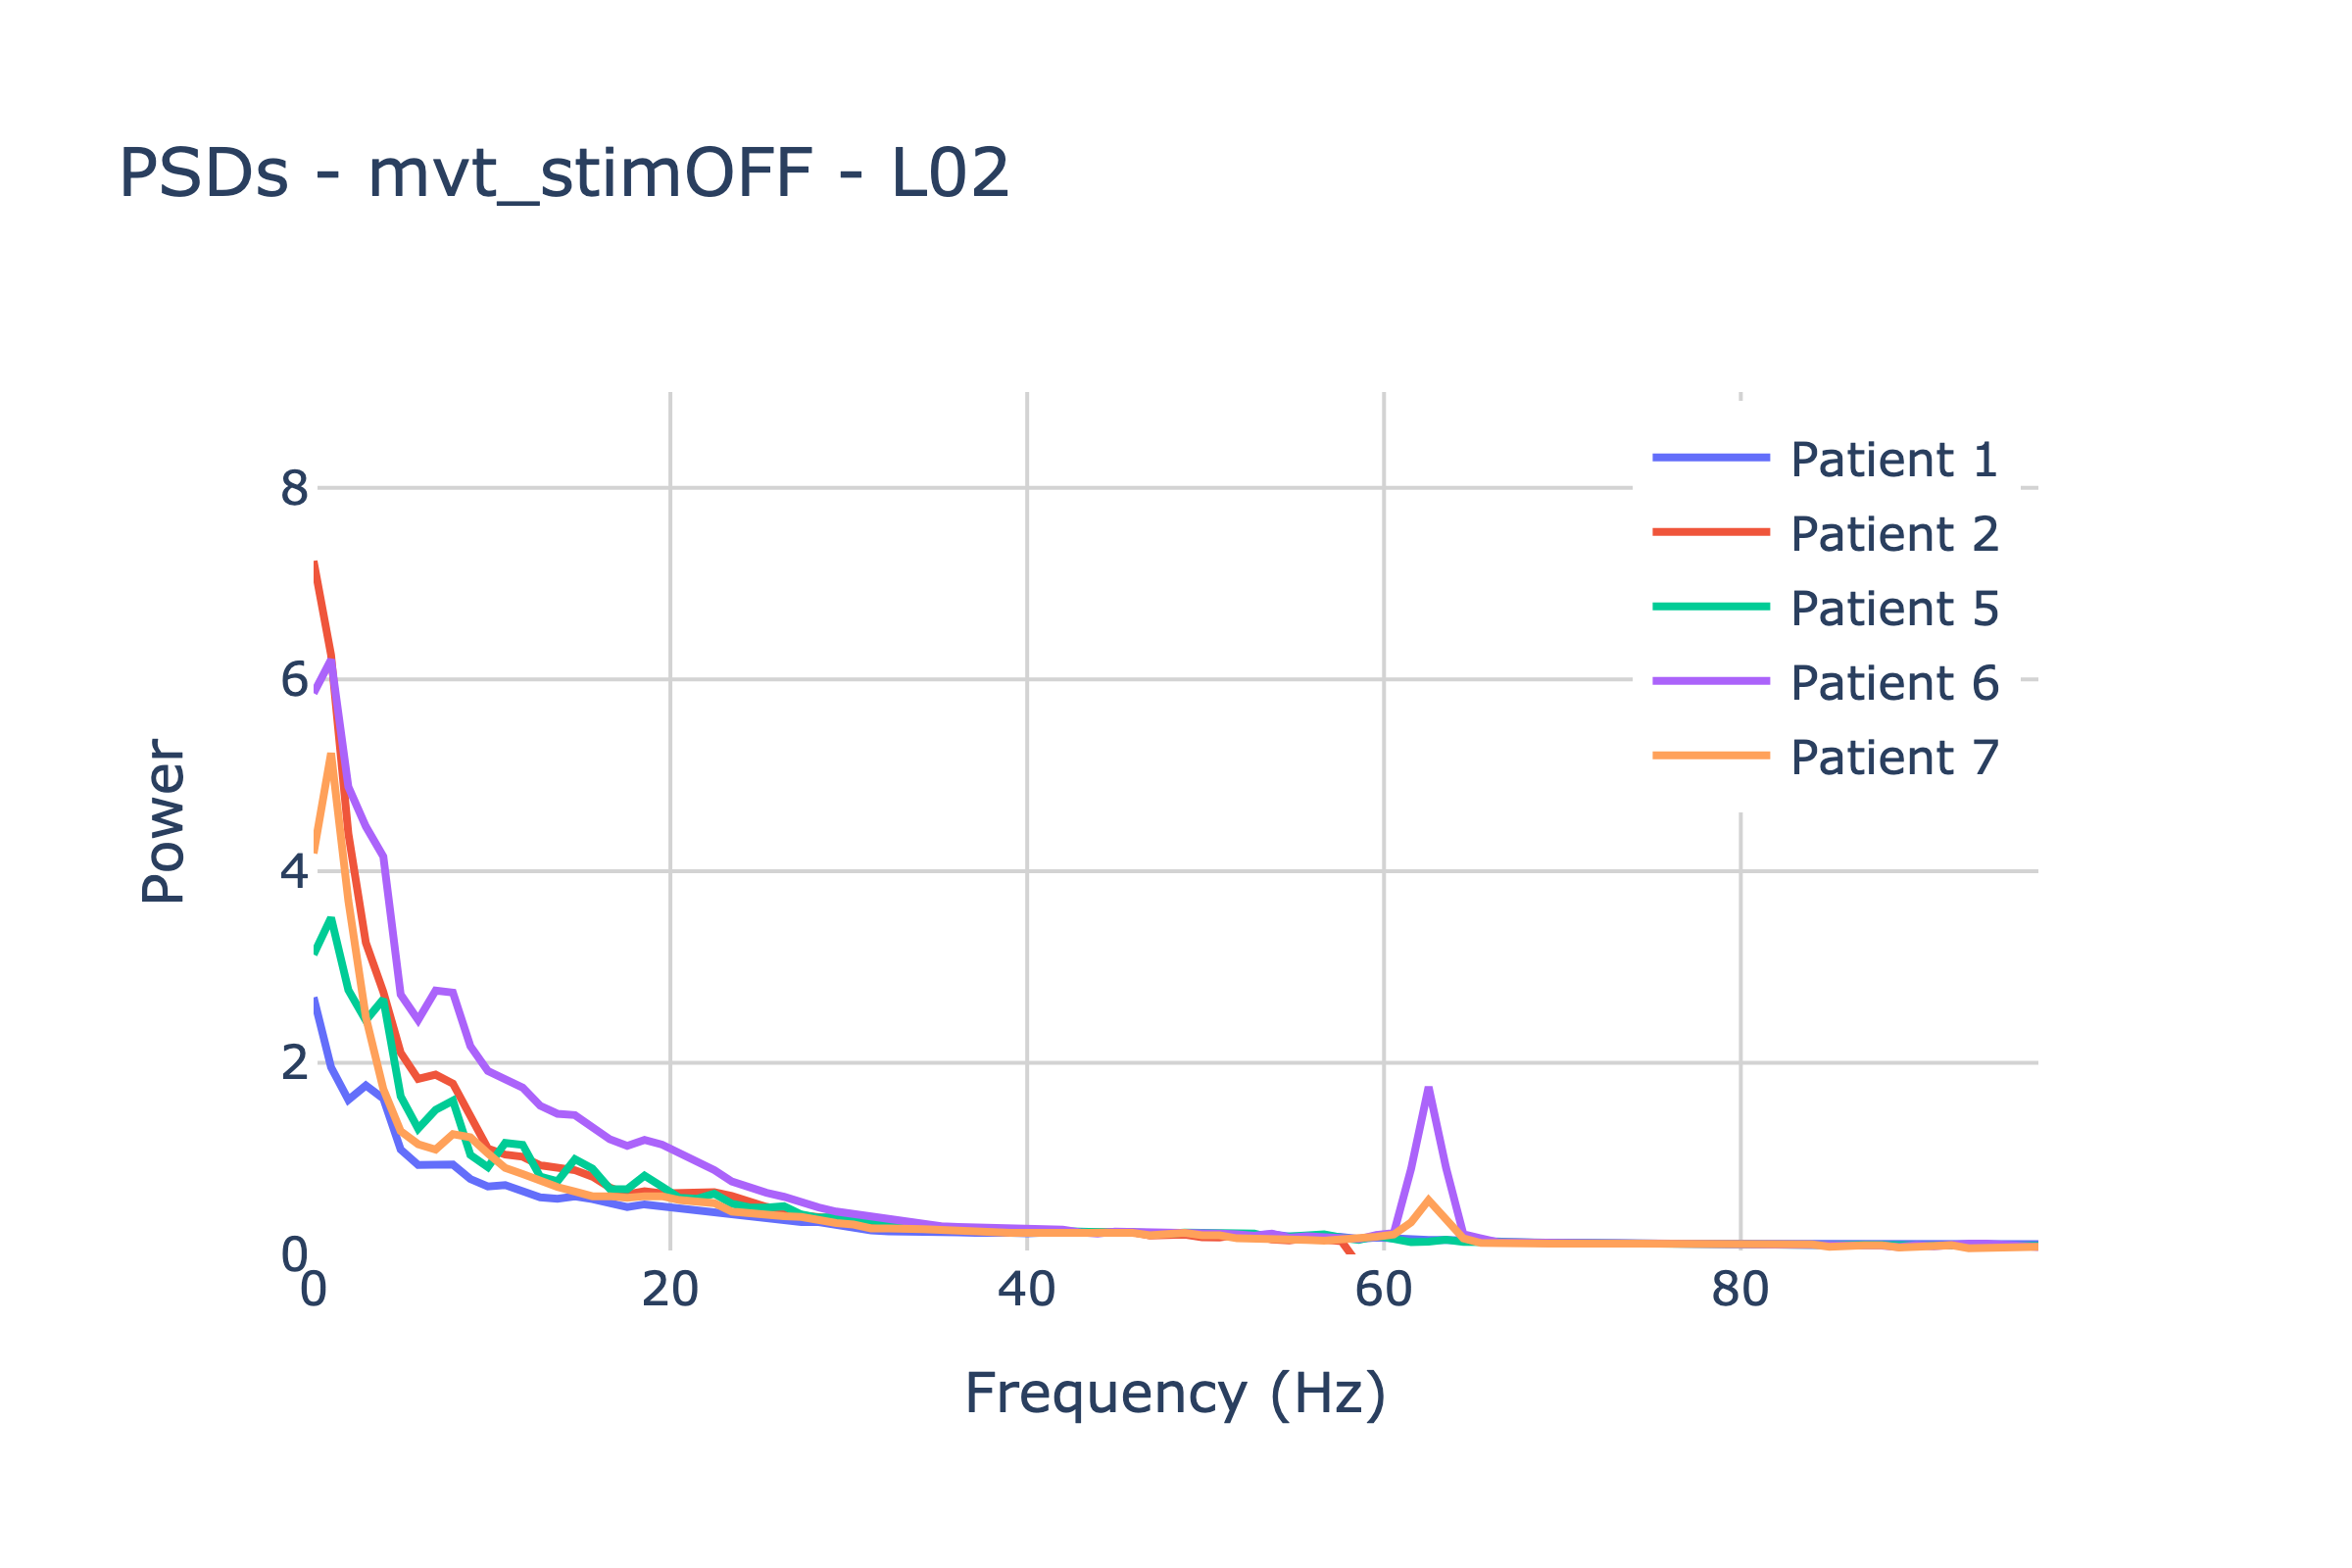 PSDs - mvt_stimOFF - L02
Patient 1
Patient 2
Patient 5
Patient 6
Patient 7
Power
8
6
4
2
0
0 20 40 60 80
Frequency (Hz)